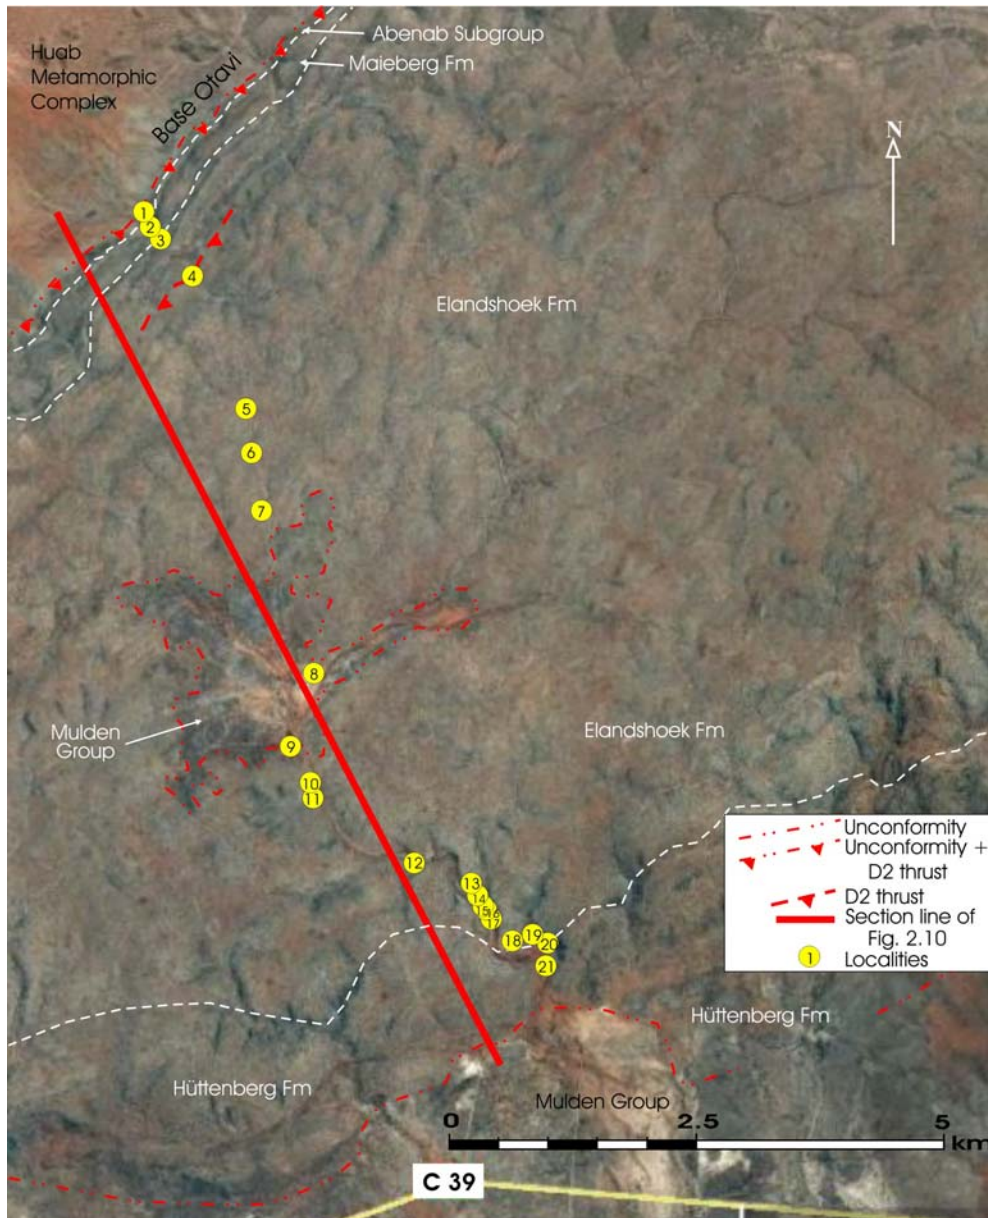 Abenab Subgroup
Maieberg Fm
Huab
Metamorphic
Complex
Base Otavi
N
1
2
3
4
Elandshoek Fm
5
6
7
8
Mulden
Group
9
Elandshoek Fm
10
11
12
13
14
15
16
17
18
19
20
21
Unconformity
Unconformity +
D2 thrust
D2 thrust
Section line of
Fig. 2.10
1 Localities
Hüttenberg Fm
Hüttenberg Fm
Mulden Group
0 2.5 5
km
C 39